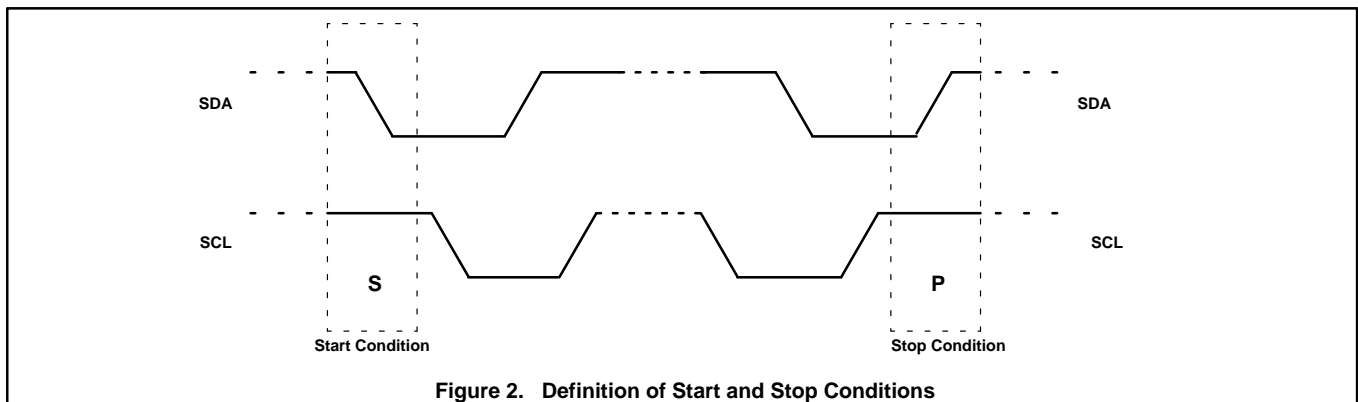 SDA
SDA
SCL
SCL
S
P
Start Condition
Stop Condition
Figure 2. Definition of Start and Stop Conditions